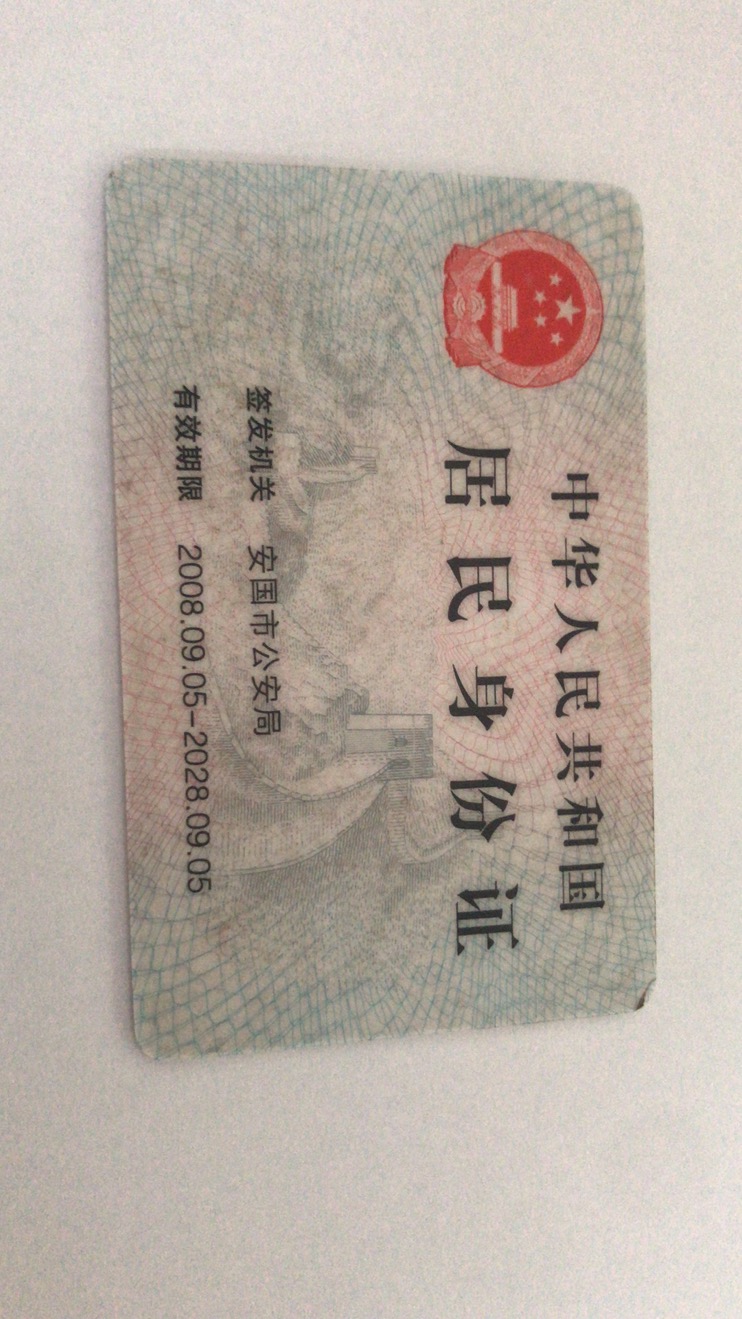 中华人民共和国
居民身份证
签发机关 安国市公安局
有效期限 2008.09.05-2028.09.05